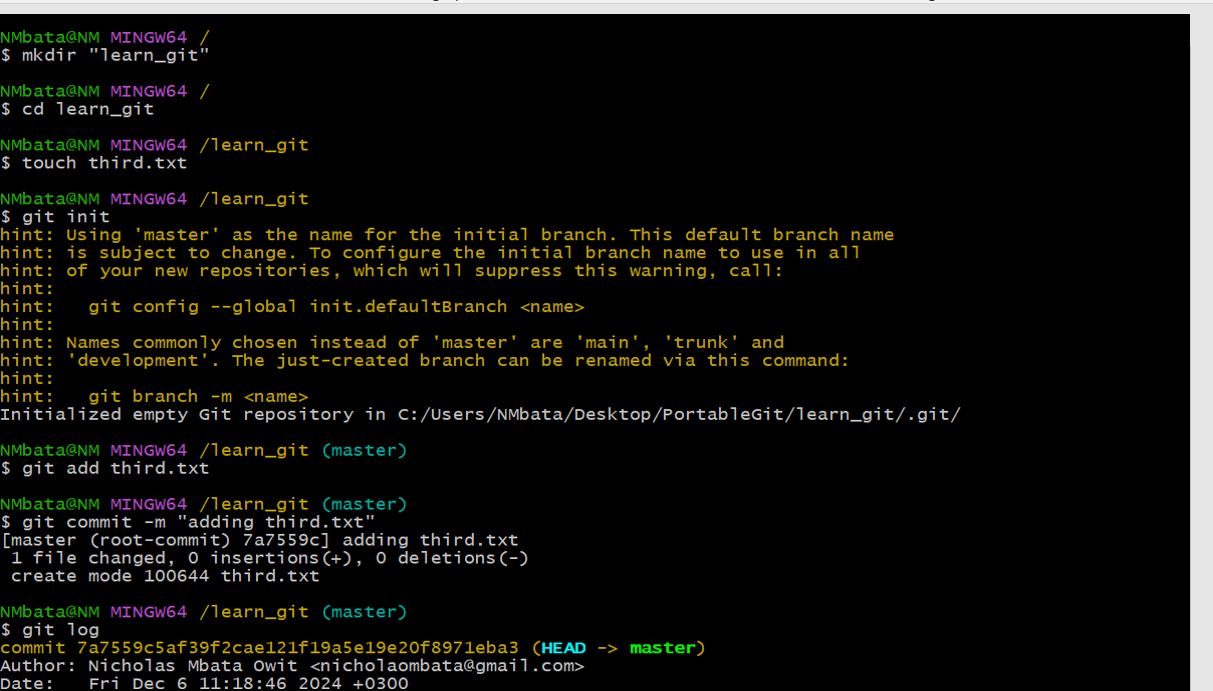 NMbata@NM MINGW64 /
$ mkdir "learn_git"
NMbata@NM MINGW64 /
$ cd learn_git
NMbata@NM MINGW64 /learn_git
$ touch third.txt
NMbata@NM MINGW64 /learn_git
$ git init
hint: Using 'master' as the name for the initial branch. This default branch name
hint: is subject to change. To configure the initial branch name to use in all
hint: of your new repositories, which will suppress this warning, call:
hint:
hint:   git config --global init.defaultBranch <name>
hint:
hint: Names commonly chosen instead of 'master' are 'main', 'trunk' and
hint: 'development'. The just-created branch can be renamed via this command:
hint:
hint:   git branch -m <name>
Initialized empty Git repository in C:/Users/NMbata/Desktop/PortableGit/learn_git/.git/
NMbata@NM MINGW64 /learn_git (master)
$ git add third.txt
NMbata@NM MINGW64 /learn_git (master)
$ git commit -m "adding third.txt"
[master (root-commit) 7a7559c] adding third.txt
 1 file changed, 0 insertions(+), 0 deletions(-)
 create mode 100644 third.txt
NMbata@NM MINGW64 /learn_git (master)
$ git log
commit 7a7559c5af39f2cae121f19a5e19e20f8971eba3 (HEAD -> master)
Author: Nicholas Mbata Owit <nicholaombata@gmail.com>
Date:   Fri Dec 6 11:18:46 2024 +0300